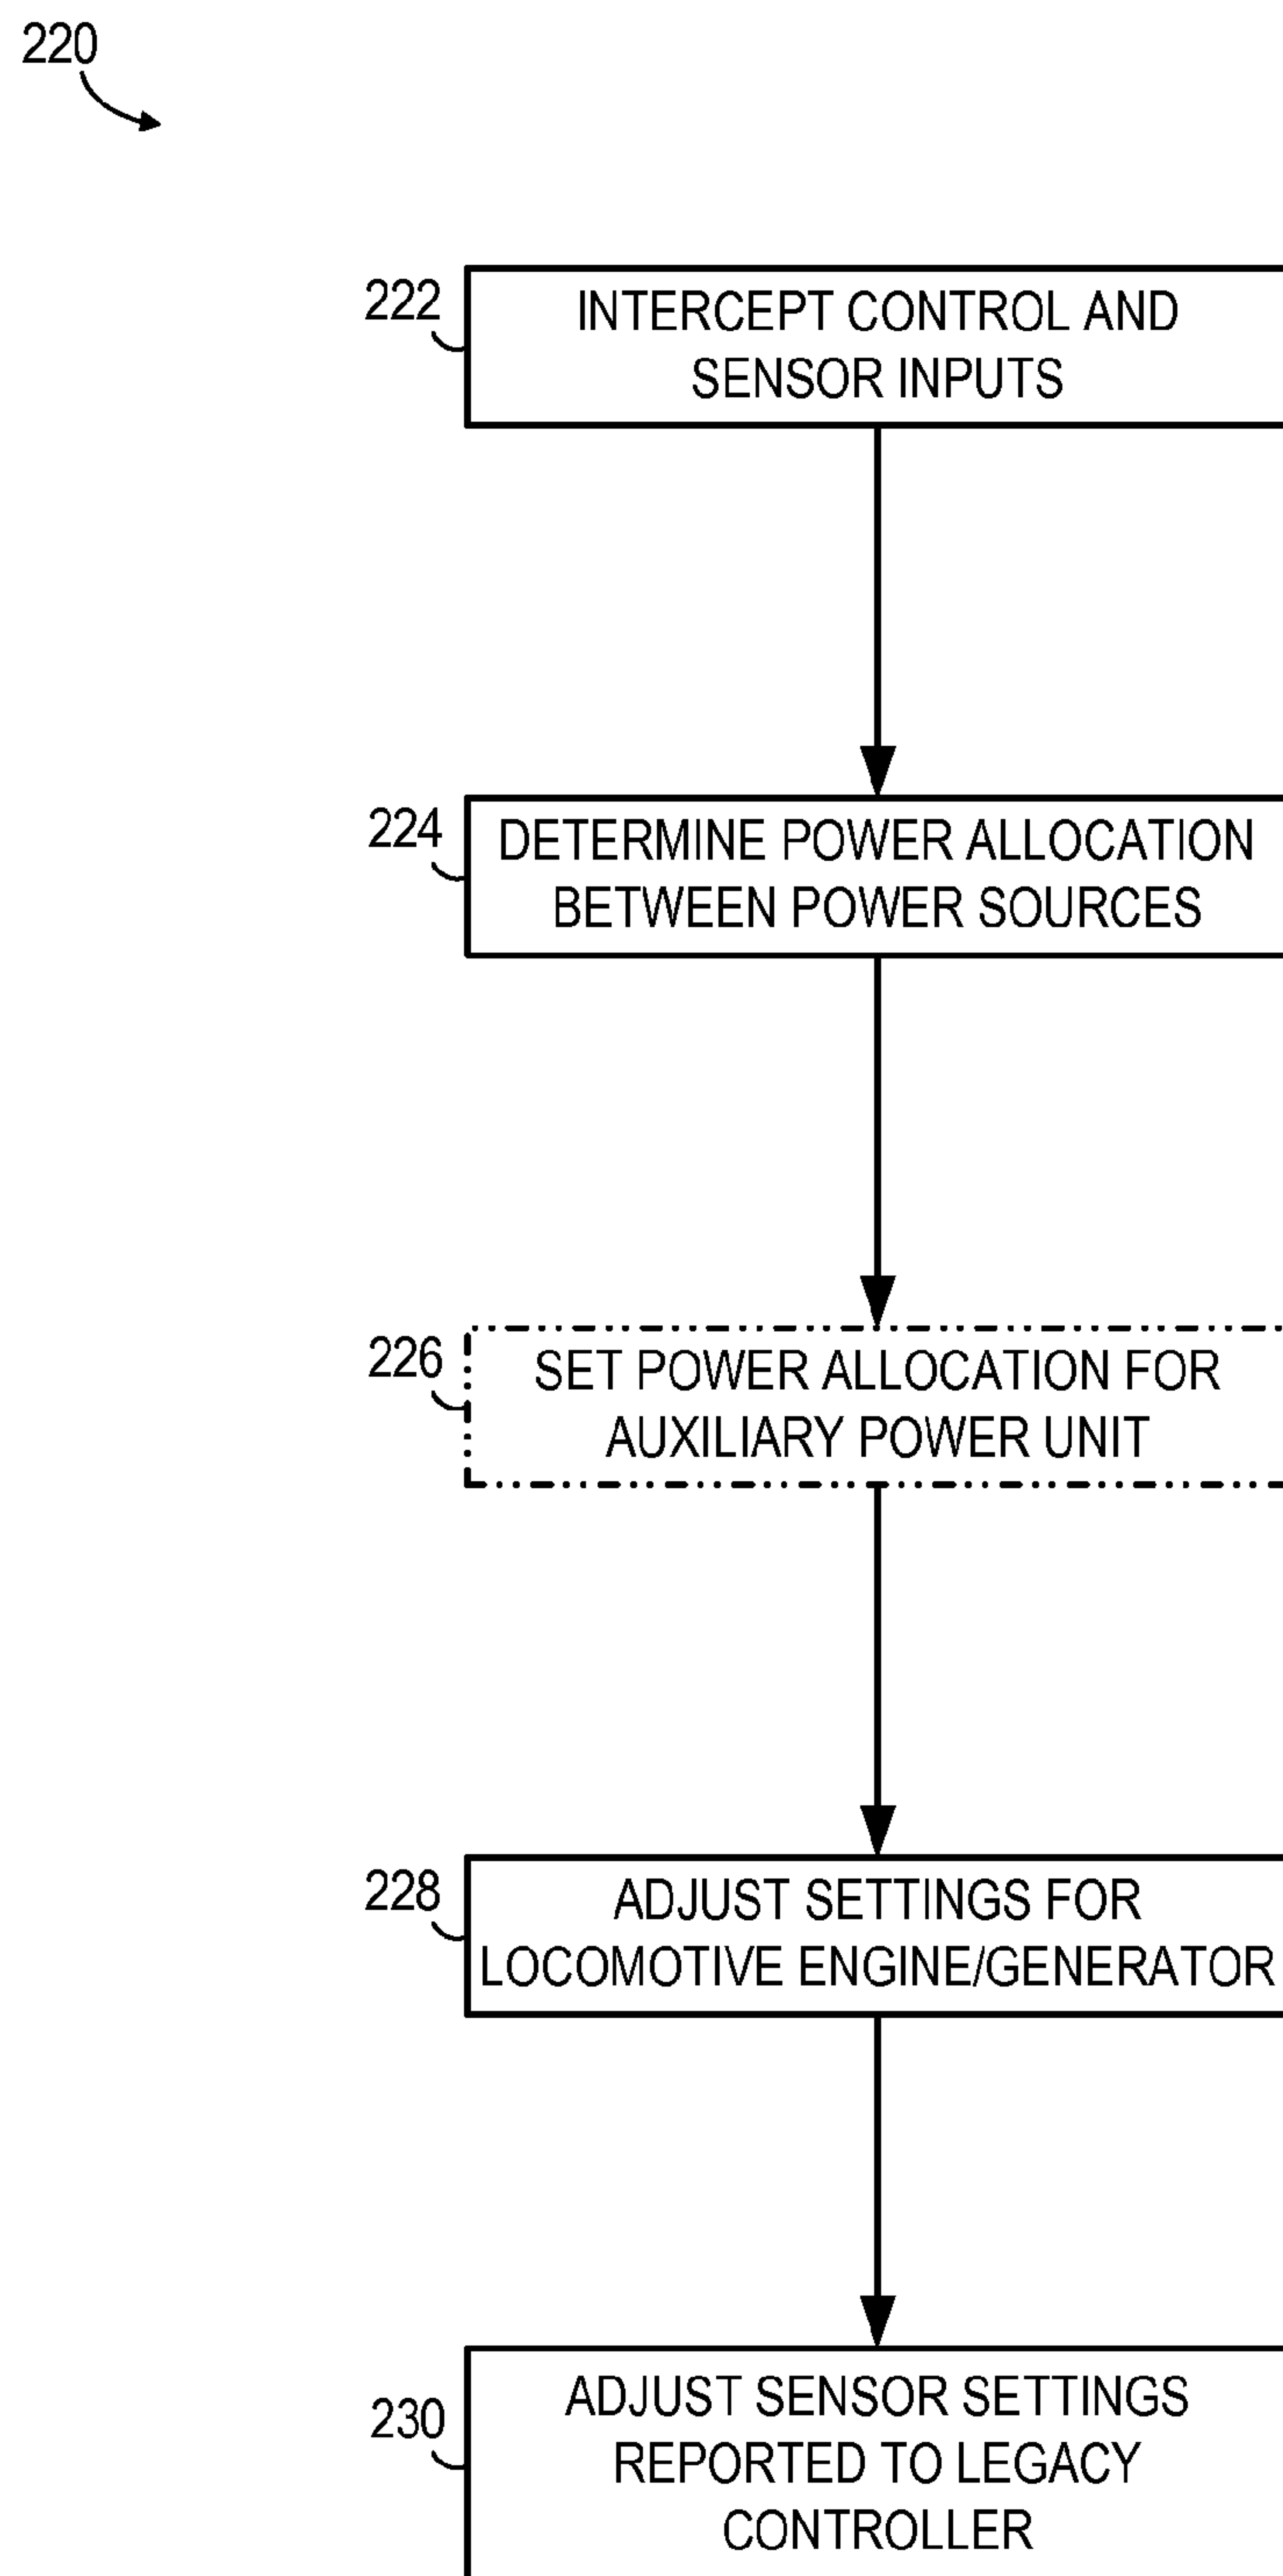 220
222
INTERCEPT CONTROL AND
SENSOR INPUTS
224
DETERMINE POWER ALLOCATION
BETWEEN POWER SOURCES
226
SET POWER ALLOCATION FOR
AUXILIARY POWER UNIT
228
ADJUST SETTINGS FOR
LOCOMOTIVE ENGINE/GENERATOR
230
ADJUST SENSOR SETTINGS
REPORTED TO LEGACY
CONTROLLER